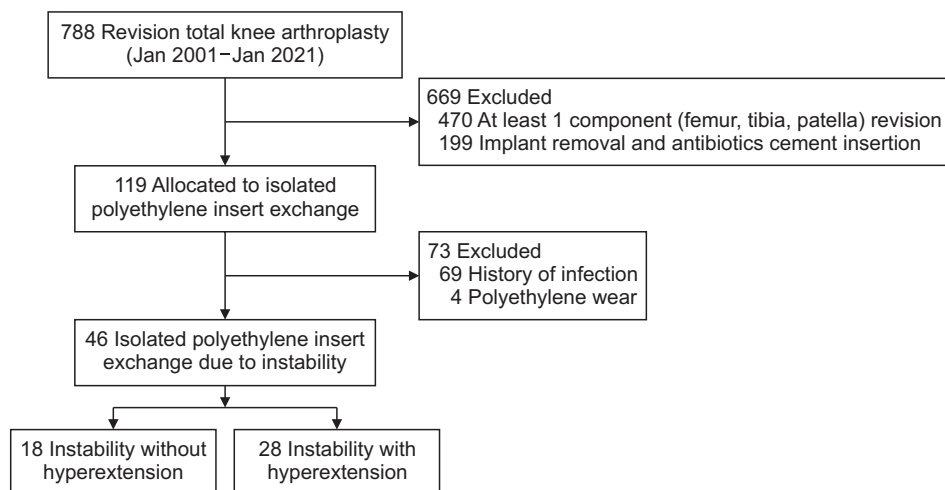 788 Revision total knee arthroplasty
(Jan 2001−Jan 2021)
669 Excluded
470 At least 1 component (femur, tibia, patella) revision
199 Implant removal and antibiotics cement insertion
119 Allocated to isolated
polyethylene insert exchange
73 Excluded
69 History of infection
4 Polyethylene wear
46 Isolated polyethylene insert
exchange due to instability
18 Instability without
hyperextension
28 Instability with
hyperextension